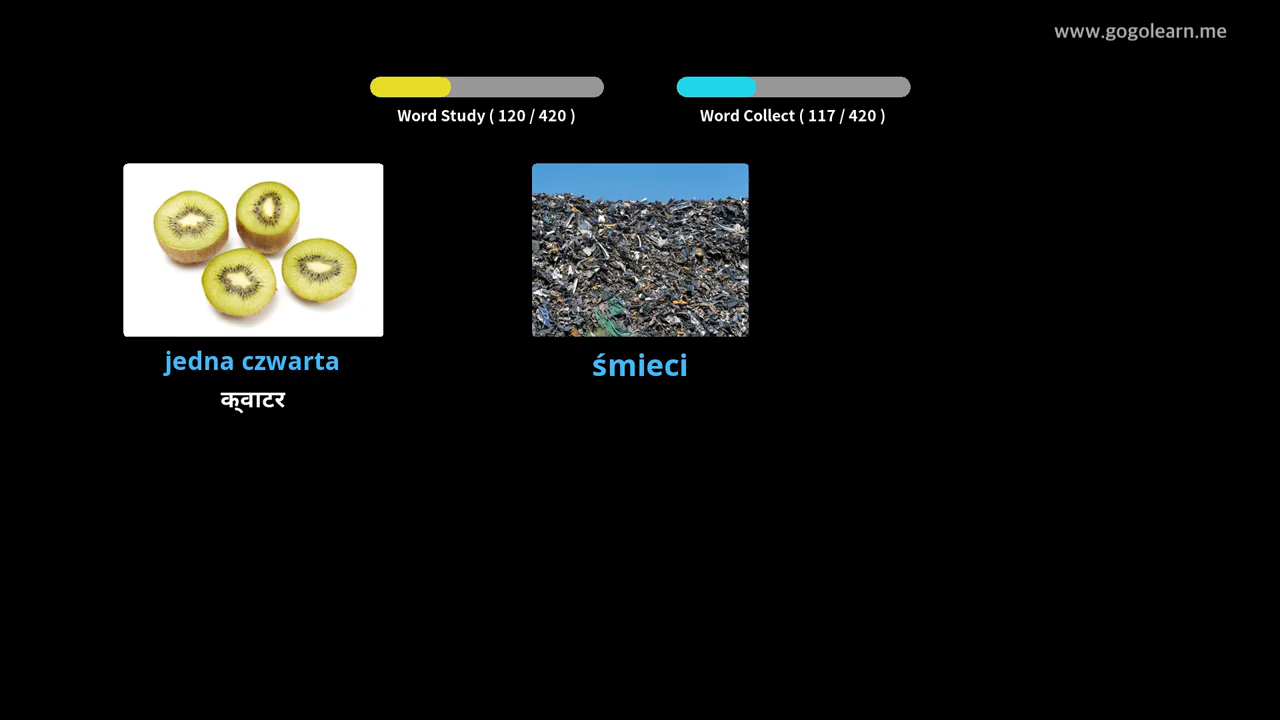 www.gogolearn.me
Word Study ( 120 / 420 )
Word Collect ( 117 / 420 )
jedna czwarta
क्वाटर
śmieci